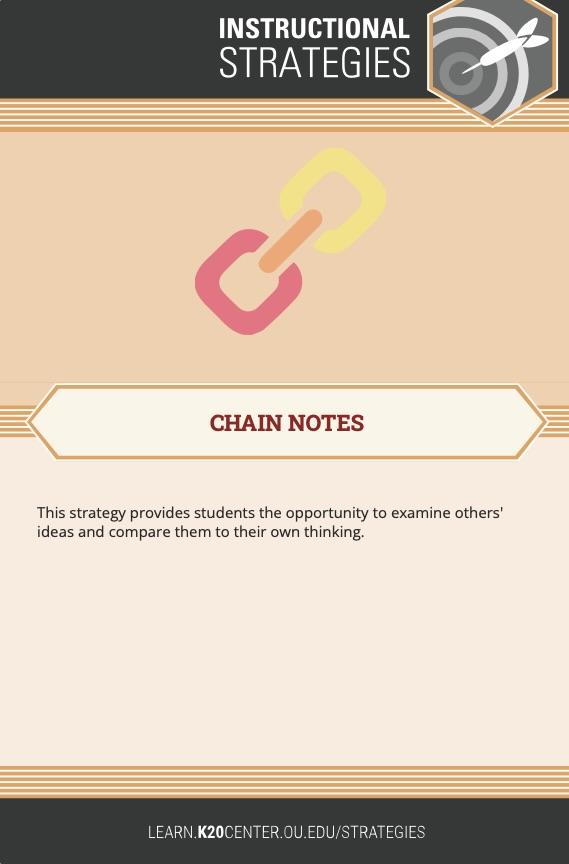 INSTRUCTIONAL
STRATEGIES
CHAIN NOTES
This strategy provides students the opportunity to examine others'
ideas and compare them to their own thinking.
LEARN.K20CENTER.OU.EDU/STRATEGIES